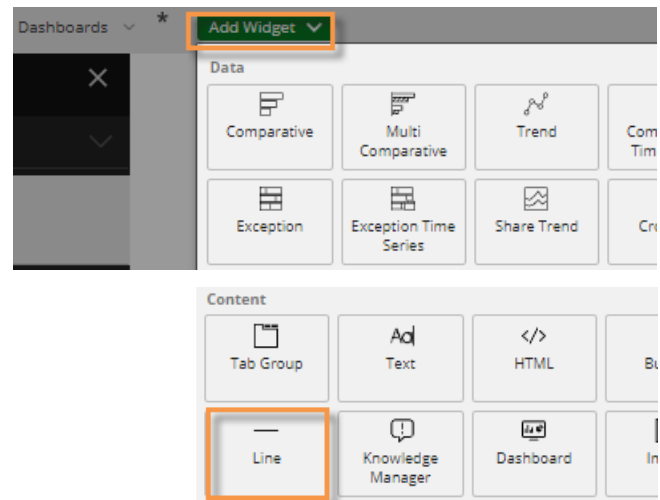 Dashboards
*
Add Widget
Data
Comparative
Multi
Comparative
Trend
Exception
Exception Time
Series
Share Trend
Content
Tab Group
Text
</>
HTML
Line
Knowledge
Manager
Dashboard